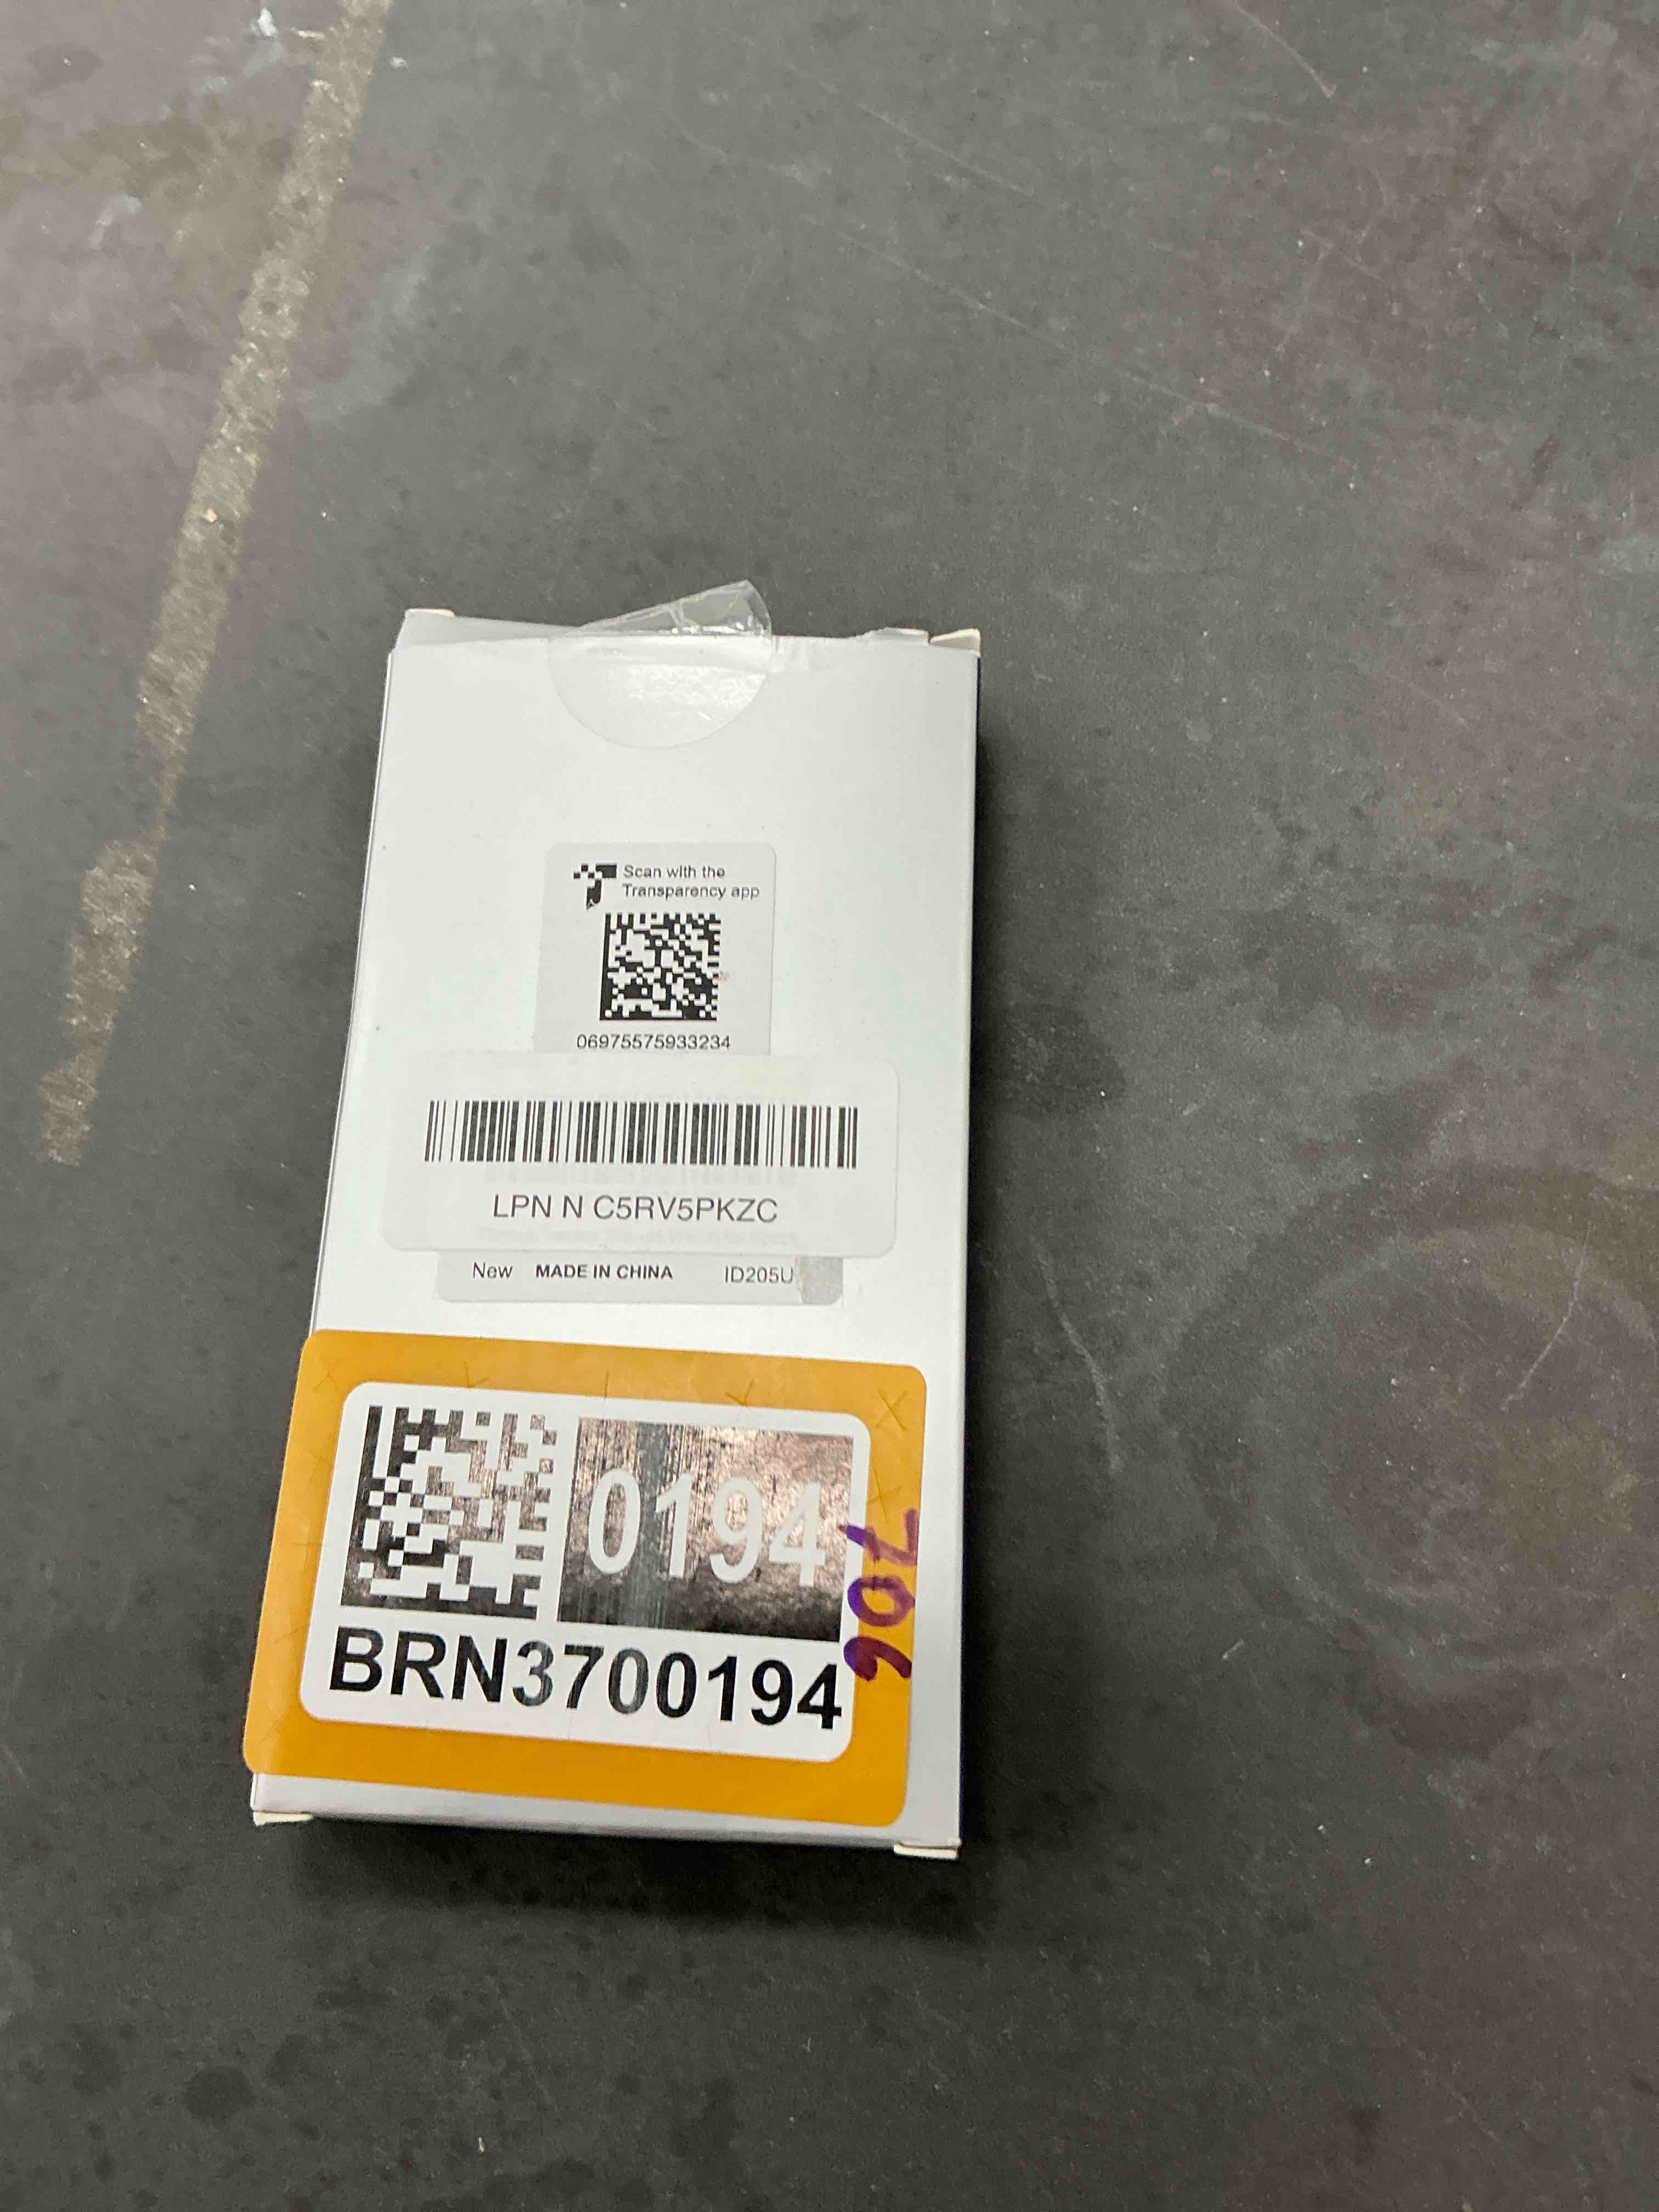 Scan with the
Transparency app
06975575933234
LPN N C5RV5PKZC
New MADE IN CHINA ID205U
0194
706
BRN3700194